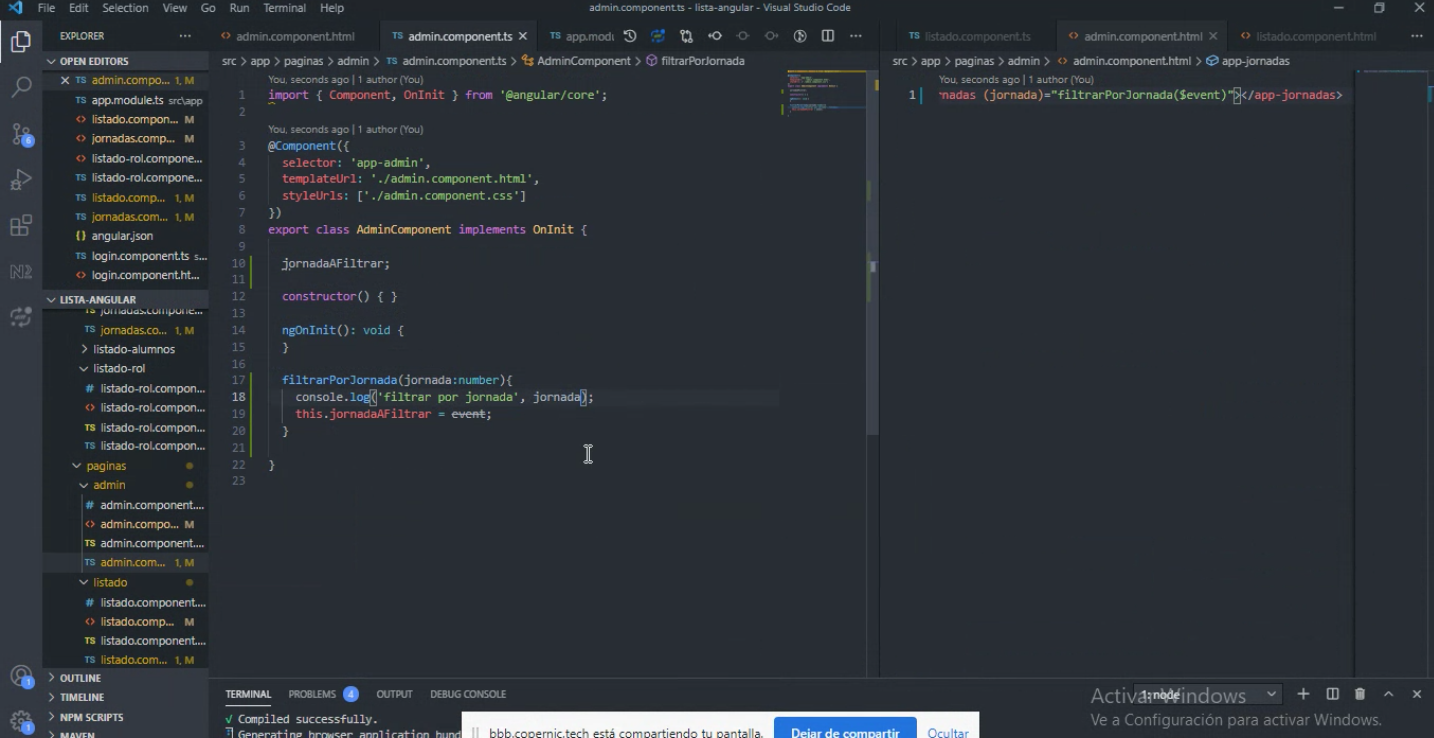 File Edit Selection View Go Run Terminal Help
admin.component.ts - lista-angular - Visual Studio Code
EXPLORER
OPEN EDITORS
TS admin.compo... 1, M
TS app.module.ts src\app
<> listado.compon... M
<> jornadas.comp... M
<> listado-rol.compone...
<> listado-rol.compone...
TS listado.comp... 1, M
TS jornadas.com... 1, M
{} angular.json
TS login.component.ts s...
<> login.component.ht...
LISTA-ANGULAR
TS jornadas.compone...
TS jornadas.co... 1, M
> listado-alumnos
listado-rol
# listado-rol.compon...
<> listado-rol.compon...
TS listado-rol.compon...
TS listado-rol.compon...
paginas
admin
# admin.component....
<> admin.compo... M
TS admin.component....
TS admin.com... 1, M
listado
# listado.component....
<> listado.comp... M
TS listado.component....
TS listado.com... 1, M
> OUTLINE
> TIMELINE
> NPM SCRIPTS
> MAVEN
<> admin.component.html
TS admin.component.ts
TS app.modu
src > app > paginas > admin > TS admin.component.ts > AdminComponent > filtrarPorJornada
You, seconds ago | 1 author (You)
1 import { Component, OnInit } from '@angular/core';
2
You, seconds ago | 1 author (You)
3 @Component({
4 selector: 'app-admin',
5 templateUrl: './admin.component.html',
6 styleUrls: ['./admin.component.css']
7 })
8 export class AdminComponent implements OnInit {
9
10 jornadaAFiltrar;
11
12 constructor() { }
13
14 ngOnInit(): void {
15 }
16
17 filtrarPorJornada(jornada:number){
18 console.log('filtrar por jornada', jornada);
19 this.jornadaAFiltrar = event;
20 }
21
22 }
23
TS listado.component.ts
<> admin.component.html
<> listado.component.html
src > app > paginas > admin > <> admin.component.html > app-jornadas
You, seconds ago | 1 author (You)
1 rnadas (jornada)="filtrarPorJornada($event)"></app-jornadas>
TERMINAL PROBLEMS 4 OUTPUT DEBUG CONSOLE
1: node
√ Compiled successfully.
Generating browser application bund
bbb.copernic.tech está compartiendo tu pantalla.
Dejar de compartir
Ocultar
Activar Windows
Ve a Configuración para activar Windows.
6
1
1